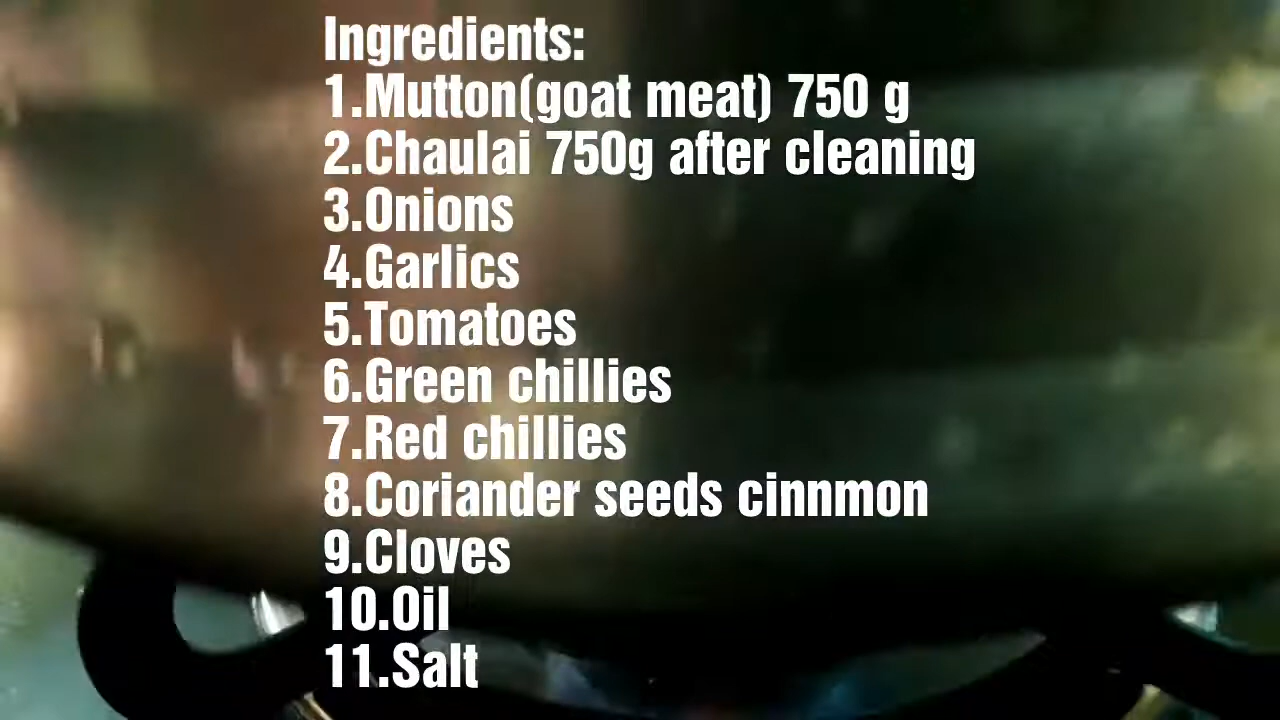 Ingredients:
1.Mutton(goat meat) 750 g
2.Chaulai 750g after cleaning
3.Onions
4.Garlics
5.Tomatoes
6.Green chillies
7.Red chillies
8.Coriander seeds cinnmon
9.Cloves
10.Oil
11.Salt